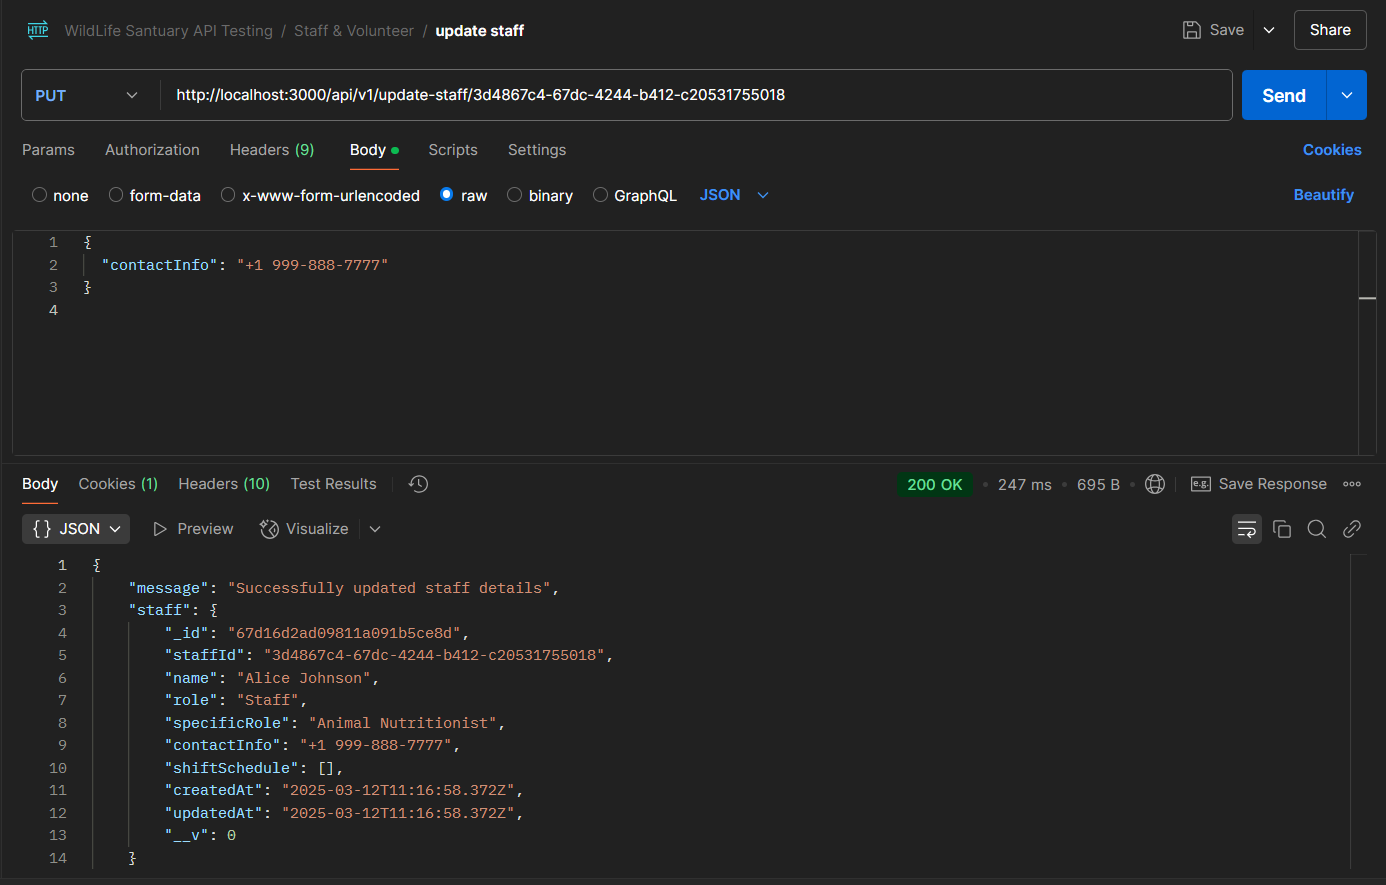 HTTP WildLife Santuary API Testing / Staff & Volunteer / update staff Save Share
PUT http://localhost:3000/api/v1/update-staff/3d4867c4-67dc-4244-b412-c20531755018 Send
Params Authorization Headers (9) Body Scripts Settings Cookies
none form-data x-www-form-urlencoded raw binary GraphQL JSON Beautify
1 {
2 "contactInfo": "+1 999-888-7777"
3 }
4
Body Cookies (1) Headers (10) Test Results 200 OK 247 ms 695 B e.g. Save Response
{} JSON Preview Visualize
1 {
2 "message": "Successfully updated staff details",
3 "staff": {
4 "_id": "67d16d2ad09811a091b5ce8d",
5 "staffId": "3d4867c4-67dc-4244-b412-c20531755018",
6 "name": "Alice Johnson",
7 "role": "Staff",
8 "specificRole": "Animal Nutritionist",
9 "contactInfo": "+1 999-888-7777",
10 "shiftSchedule": [],
11 "createdAt": "2025-03-12T11:16:58.372Z",
12 "updatedAt": "2025-03-12T11:16:58.372Z",
13 "__v": 0
14 }